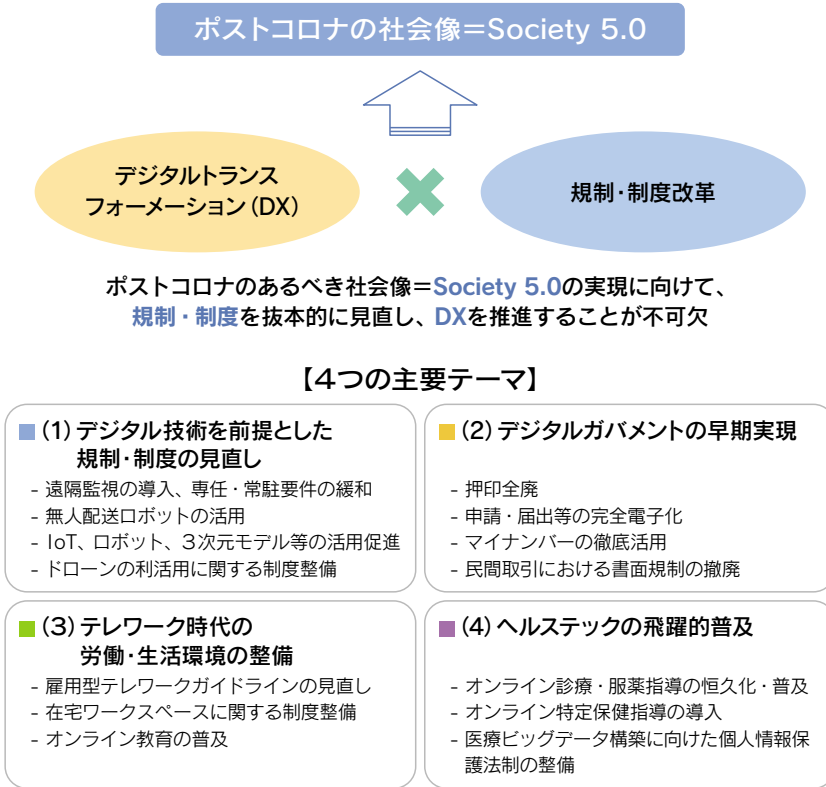 ポストコロナの社会像=Society 5.0
デジタルトランス
フォーメーション(DX)
規制・制度改革
ポストコロナのあるべき社会像=Society 5.0の実現に向けて、
規制・制度を抜本的に見直し、DXを推進することが不可欠
【4つの主要テーマ】
(1)デジタル技術を前提とした
規制・制度の見直し
- 遠隔監視の導入、専任・常駐要件の緩和
- 無人配送ロボットの活用
- IoT、ロボット、3次元モデル等の活用促進
- ドローンの利活用に関する制度整備
(2)デジタルガバメントの早期実現
- 押印全廃
- 申請・届出等の完全電子化
- マイナンバーの徹底活用
- 民間取引における書面規制の撤廃
(3)テレワーク時代の
労働・生活環境の整備
- 雇用型テレワークガイドラインの見直し
- 在宅ワークスペースに関する制度整備
- オンライン教育の普及
(4)ヘルステックの飛躍的普及
- オンライン診療・服薬指導の恒久化・普及
- オンライン特定保健指導の導入
- 医療ビッグデータ構築に向けた個人情報保
護法制の整備